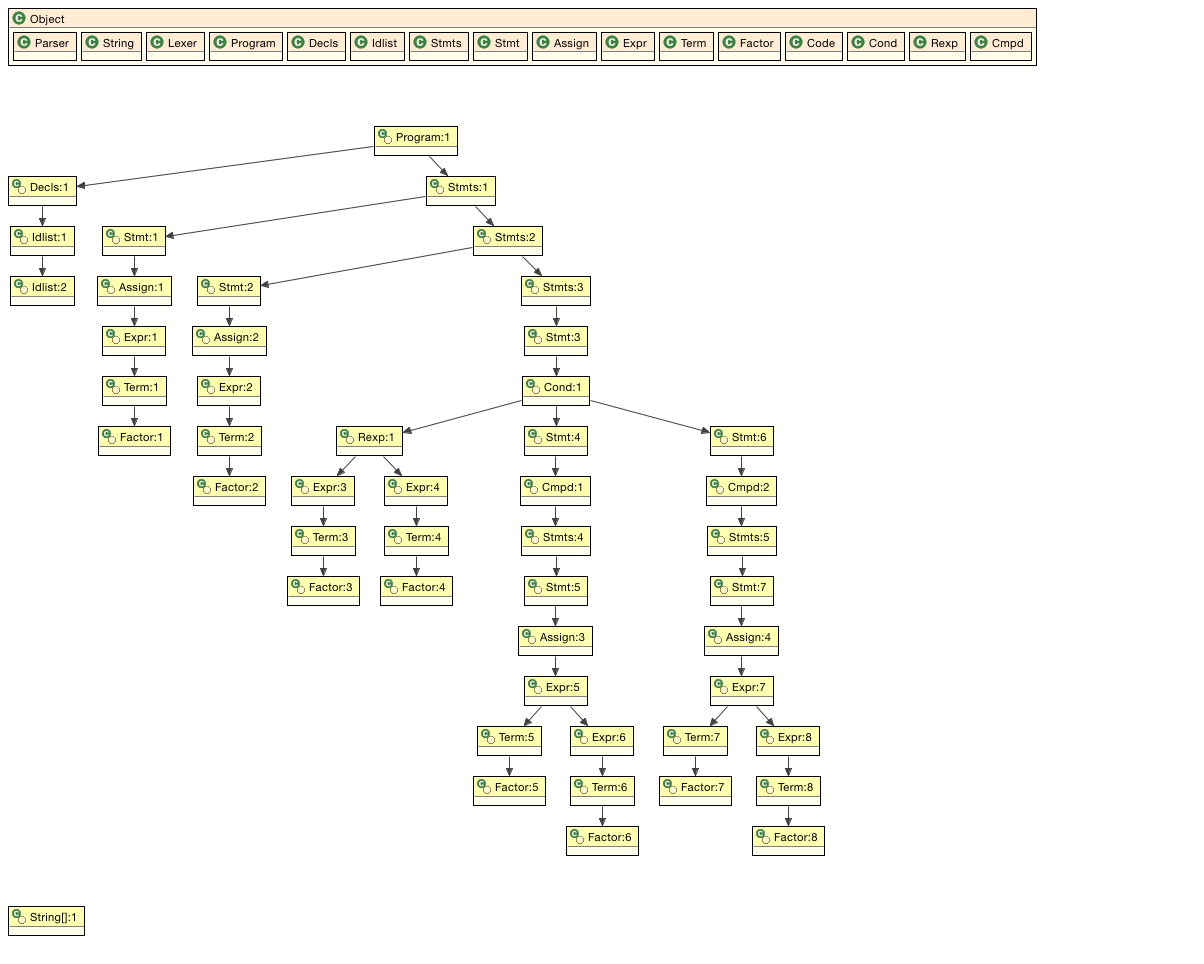 Object
Parser String Lexer Program Decls Idlist Stmts Stmt Assign Expr Term Factor Code Cond Rexp Cmpd
Program:1
Decls:1 Stmts:1
Idlist:1 Stmt:1 Stmts:2
Idlist:2 Assign:1 Stmt:2 Stmts:3
Expr:1 Assign:2 Stmt:3
Term:1 Expr:2 Cond:1
Factor:1 Term:2 Rexp:1 Stmt:4 Stmt:6
Factor:2 Expr:3 Expr:4 Cmpd:1 Cmpd:2
Term:3 Term:4 Stmts:4 Stmts:5
Factor:3 Factor:4 Stmt:5 Stmt:7
Assign:3 Assign:4
Expr:5 Expr:7
Term:5 Expr:6 Term:7 Expr:8
Factor:5 Term:6 Factor:7 Term:8
Factor:6 Factor:8
String[]:1